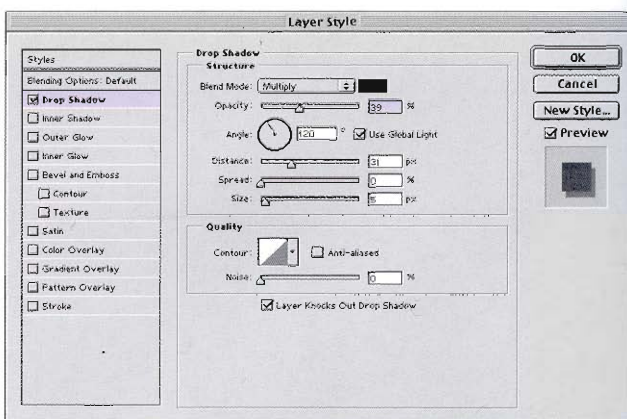 Layer Style
Styles
Blending Options: Default
Drop Shadow
Inner Shadow
Outer Glow
Inner Glow
Bevel and Emboss
Contour
Texture
Satin
Color Overlay
Gradient Overlay
Pattern Overlay
Stroke
Drop Shadow
Structure
Blend Mode: Multiply
Opacity: 39 %
Angle: 120 ° Use Global Light
Distance: 31 px
Spread: 0 %
Size: 5 px
Quality
Contour: Anti-aliased
Noise: 0 %
Layer Knocks Out Drop Shadow
OK
Cancel
New Style...
Preview